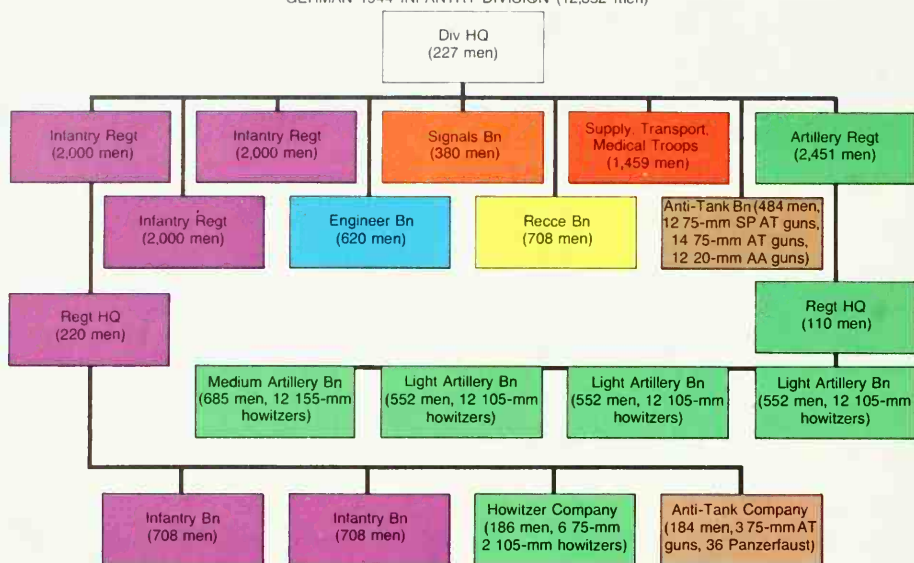 GERMAN 1944 INFANTRY DIVISION (12,352 men)
Div HQ
(227 men)
Infantry Regt
(2,000 men)
Infantry Regt
(2,000 men)
Signals Bn
(380 men)
Supply, Transport,
Medical Troops
(1,459 men)
Artillery Regt
(2,451 men)
Infantry Regt
(2,000 men)
Engineer Bn
(620 men)
Recce Bn
(708 men)
Anti-Tank Bn (484 men,
12 75-mm SP AT guns,
14 75-mm AT guns,
12 20-mm AA guns)
Regt HQ
(220 men)
Regt HQ
(110 men)
Medium Artillery Bn
(685 men, 12 155-mm
howitzers)
Light Artillery Bn
(552 men, 12 105-mm
howitzers)
Light Artillery Bn
(552 men, 12 105-mm
howitzers)
Light Artillery Bn
(552 men, 12 105-mm
howitzers)
Infantry Bn
(708 men)
Infantry Bn
(708 men)
Howitzer Company
(186 men, 6 75-mm
2 105-mm howitzers)
Anti-Tank Company
(184 men, 3 75-mm AT
guns, 36 Panzerfaust)